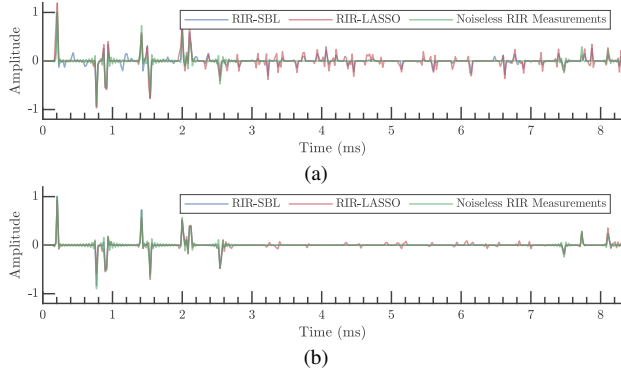 RIR-SBL RIR-LASSO Noiseless RIR Measurements
Amplitude
1
0
-1
0 1 2 3 4 5 6 7 8
Time (ms)
(a)
RIR-SBL RIR-LASSO Noiseless RIR Measurements
Amplitude
1
0
-1
0 1 2 3 4 5 6 7 8
Time (ms)
(b)